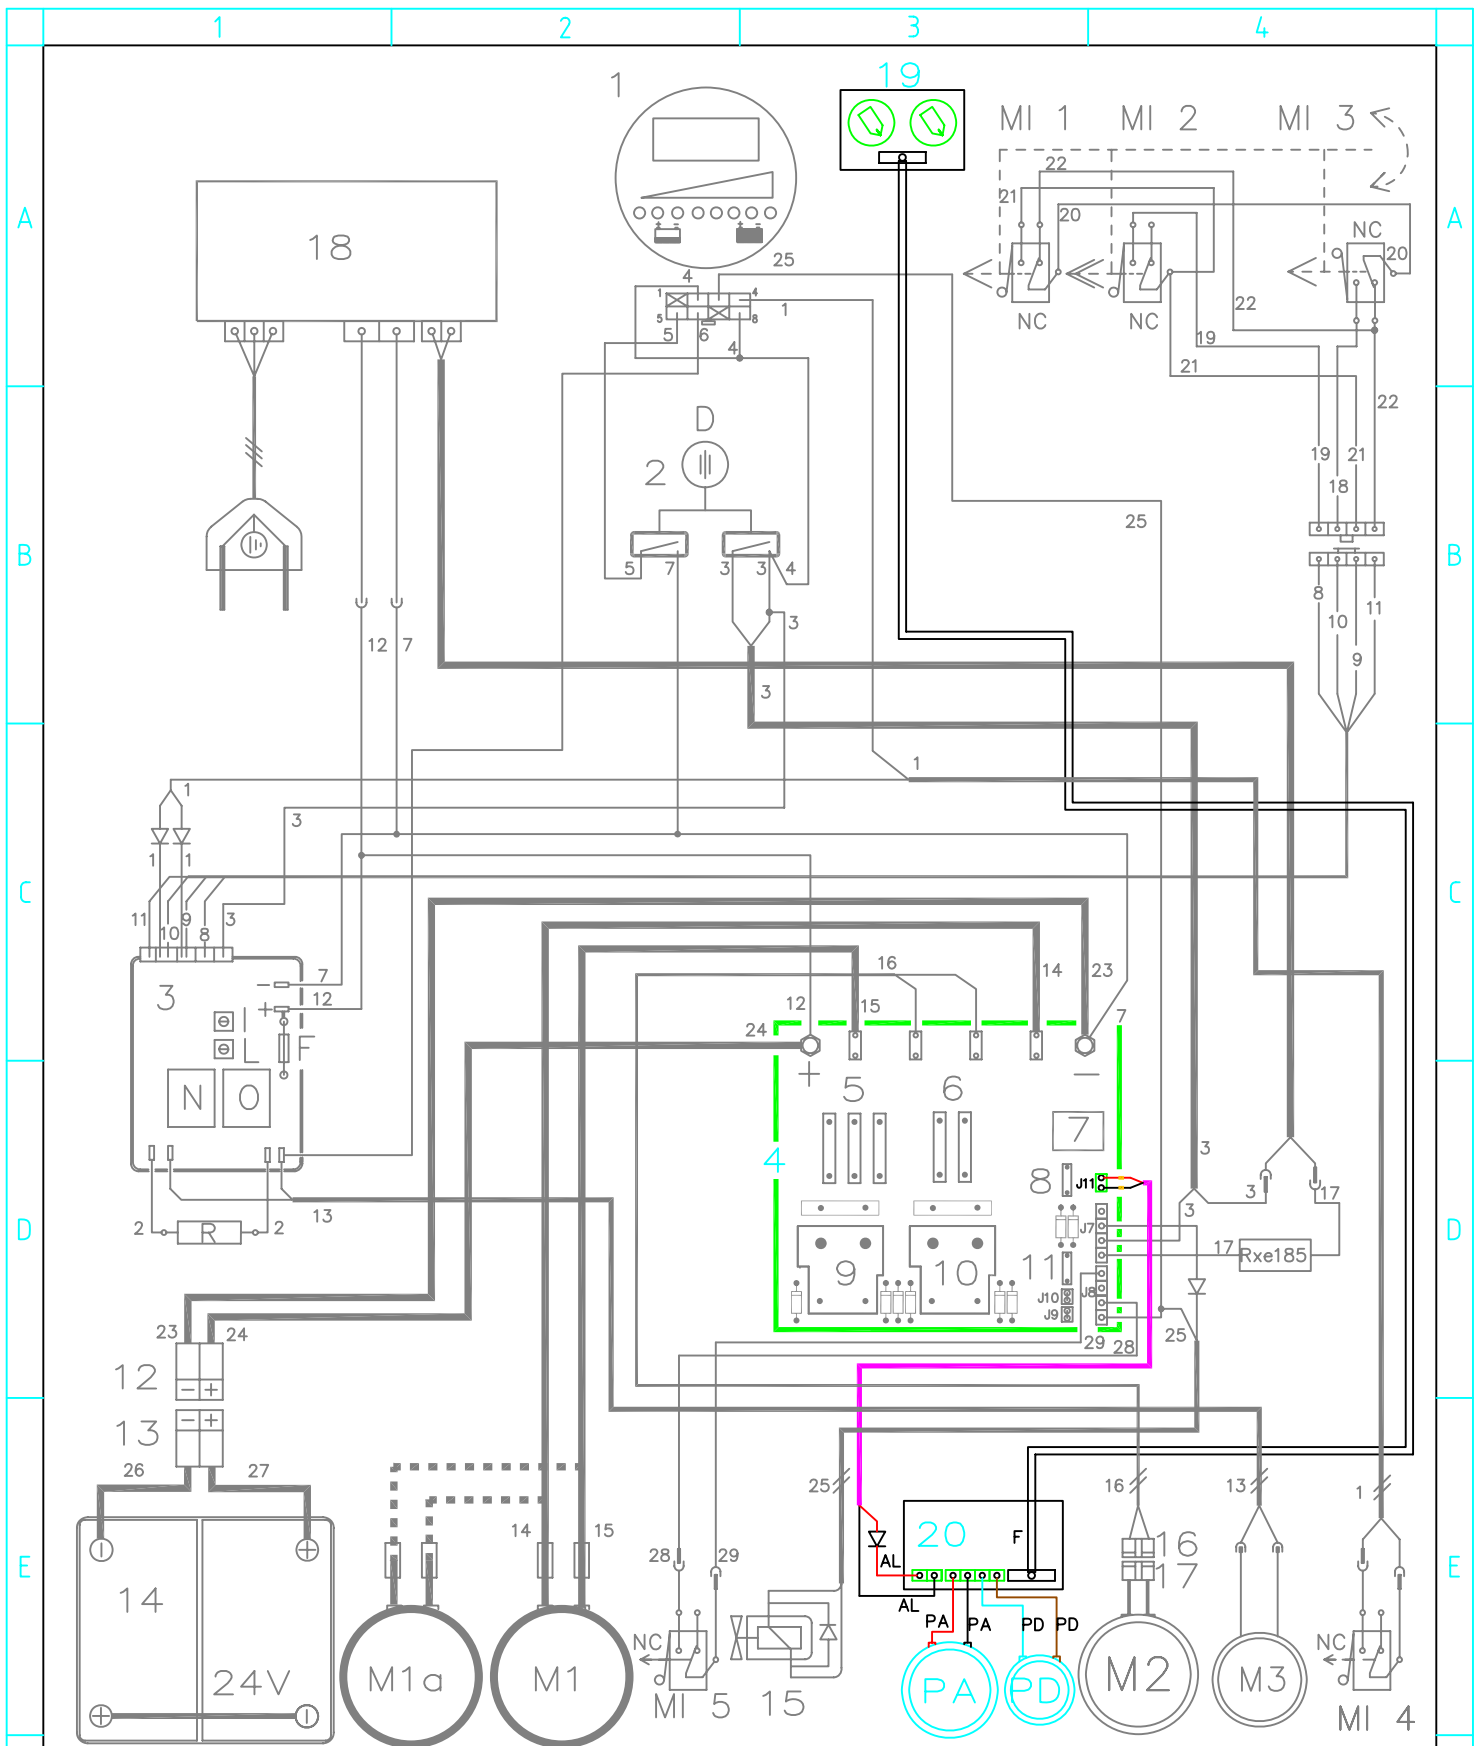 1 2 3 4
19
1
MI 1 MI 2 MI 3
22
21
20
A
18
NC
20
A
25
4
1 4
5 8
1
NC NC
22
5 6
4
19
21
22
D
2
19 21
18
25
B
5 7 3 3 4
B
8
10
11
3
12 7
9
3
1
1
3
1 1
C
C
11 10 9 8 3
16 14 23
7
12
12 15
24
7
3
I
L
F
+
-
5 6
N O
7
4
8
J11
3
3 17
2 2
13
R
3
J7
D
17
Rxe185
D
9 10 11
J8
J10
J9
23 24
25
29 28
12
- +
- +
13
26 27
25
16 13 1
14 15
20
F
16
17
28 29
AL
E
E
14
AL
PA PA PD PD
NC
NC
24V
M1a M1
MI 5
15
PA PD
M2 M3
MI 4